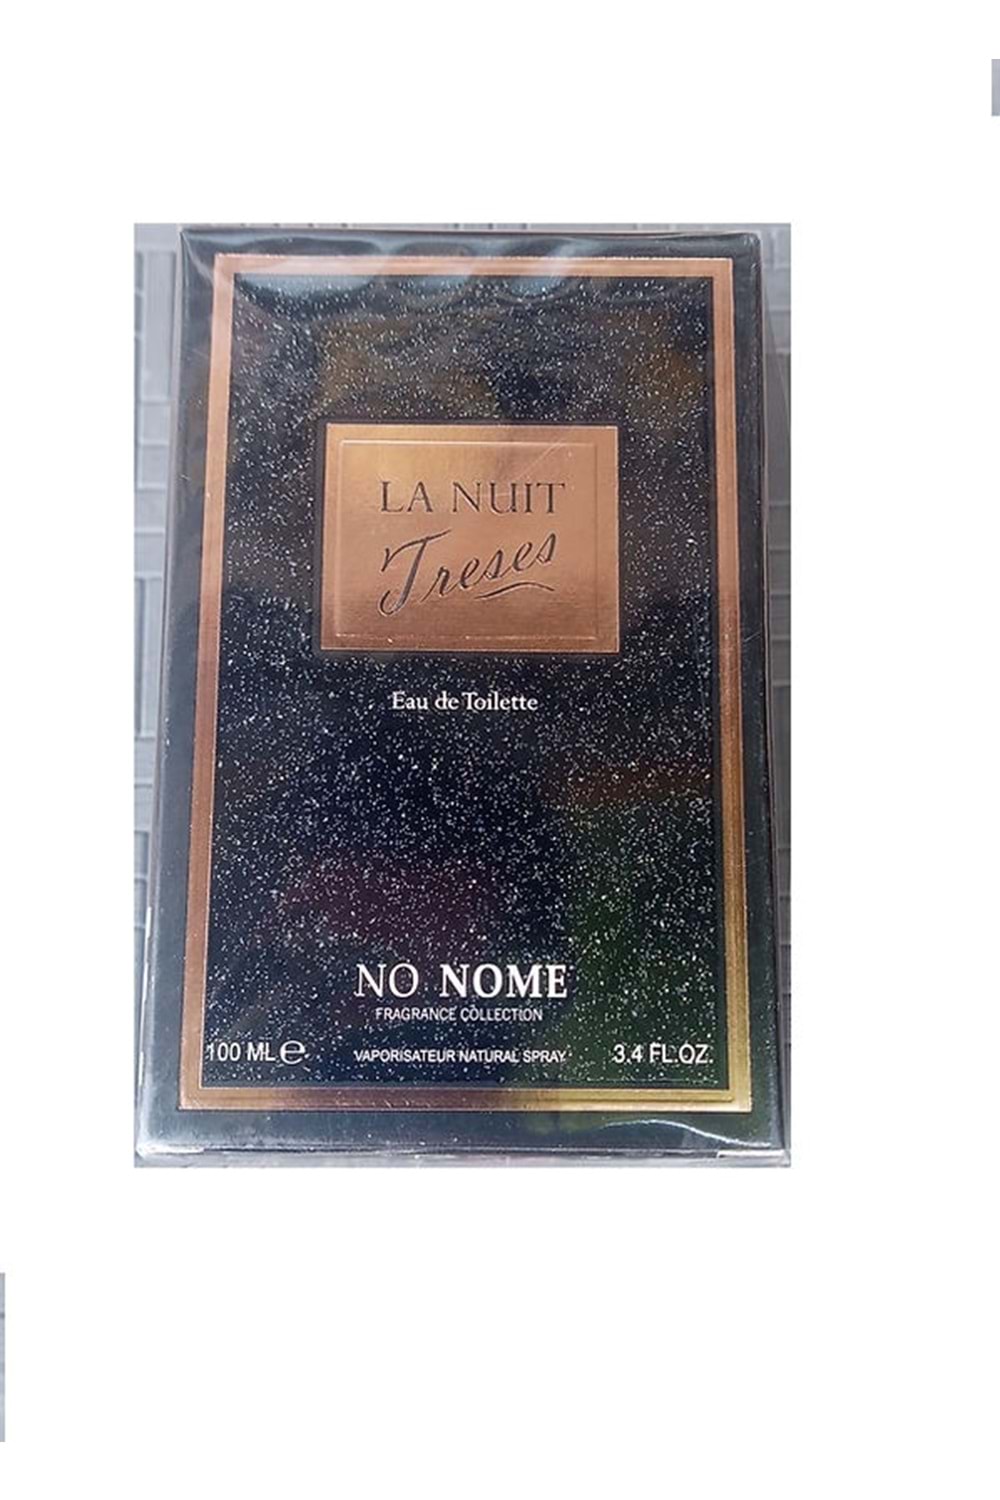 LA NUIT
Treses
Eau de Toilette
NO NOME
FRAGRANCE COLLECTION
100 ML e VAPORISATEUR NATURAL SPRAY 3.4 FL.OZ.